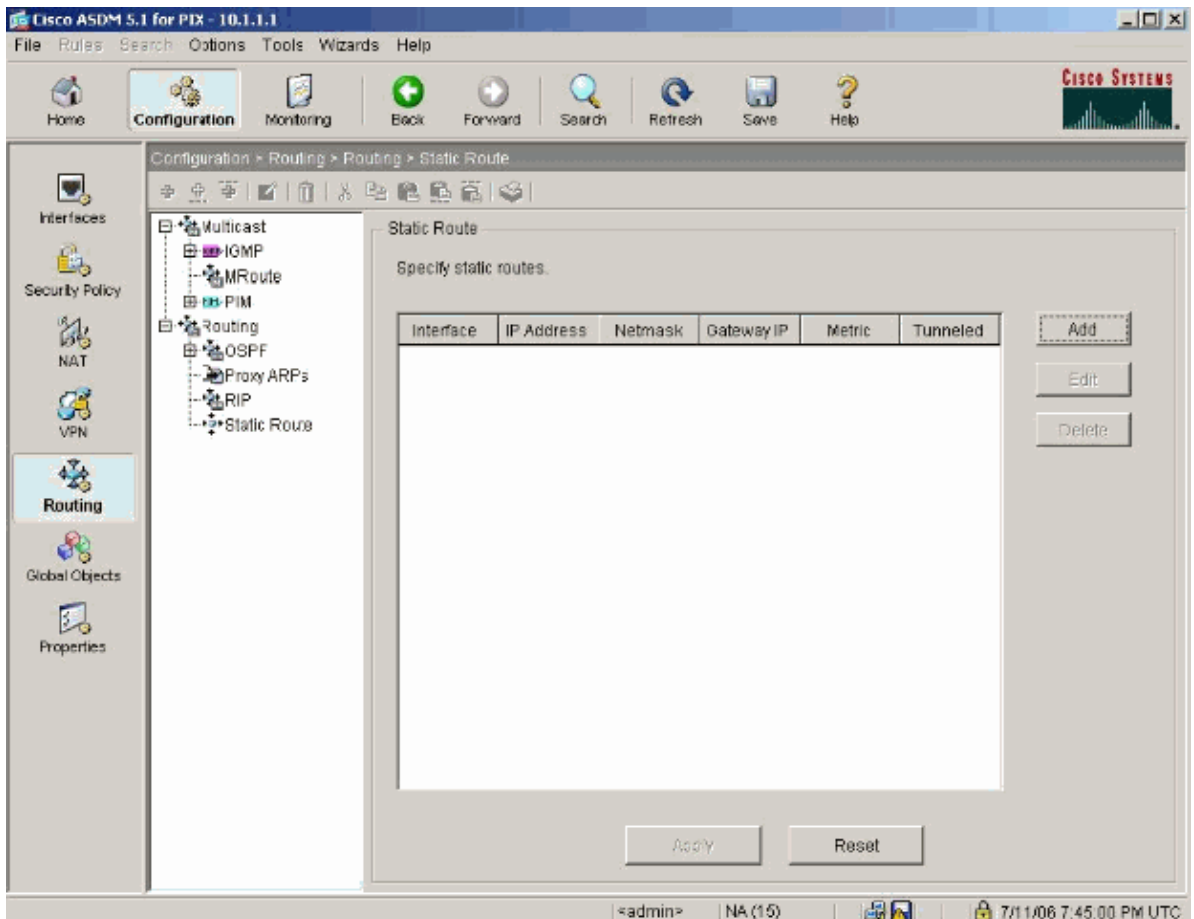 Cisco ASDM 5.1 for PIX - 10.1.1.1
File Rules Search Options Tools Wizards Help
Home Configuration Monitoring Back Forward Search Refresh Save Help
CISCO SYSTEMS
Configuration > Routing > Routing > Static Route
Interfaces
Security Policy
NAT
VPN
Routing
Global Objects
Properties
Multicast
IGMP
MRoute
PIM
Routing
OSPF
Proxy ARPs
RIP
Static Route
Static Route
Specify static routes.
Interface IP Address Netmask Gateway IP Metric Tunneled
Add
Edit
Delete
Apply Reset
<admin> NA (15) 7/11/06 7:45:00 PM UTC